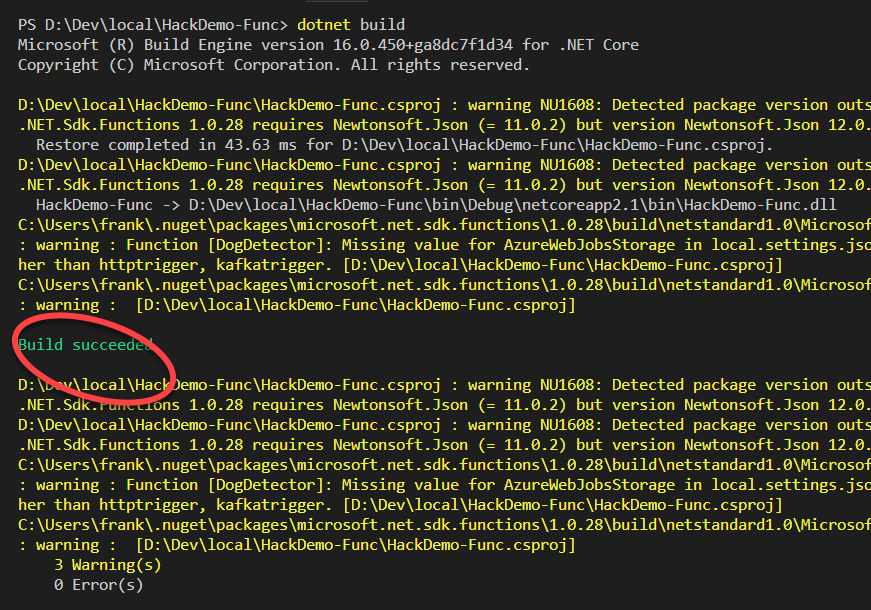 PS D:\Dev\local\HackDemo-Func> dotnet build
Microsoft (R) Build Engine version 16.0.450+ga8dc7f1d34 for .NET Core
Copyright (C) Microsoft Corporation. All rights reserved.
D:\Dev\local\HackDemo-Func\HackDemo-Func.csproj : warning NU1608: Detected package version outs
.NET.Sdk.Functions 1.0.28 requires Newtonsoft.Json (= 11.0.2) but version Newtonsoft.Json 12.0.
Restore completed in 43.63 ms for D:\Dev\local\HackDemo-Func\HackDemo-Func.csproj.
D:\Dev\local\HackDemo-Func\HackDemo-Func.csproj : warning NU1608: Detected package version outs
.NET.Sdk.Functions 1.0.28 requires Newtonsoft.Json (= 11.0.2) but version Newtonsoft.Json 12.0.
HackDemo-Func -> D:\Dev\local\HackDemo-Func\bin\Debug\netcoreapp2.1\bin\HackDemo-Func.dll
C:\Users\frank\.nuget\packages\microsoft.net.sdk.functions\1.0.28\build\netstandard1.0\Microsof
: warning : Function [DogDetector]: Missing value for AzureWebJobsStorage in local.settings.jso
her than httptrigger, kafkatrigger. [D:\Dev\local\HackDemo-Func\HackDemo-Func.csproj]
C:\Users\frank\.nuget\packages\microsoft.net.sdk.functions\1.0.28\build\netstandard1.0\Microsof
: warning :  [D:\Dev\local\HackDemo-Func\HackDemo-Func.csproj]
Build succeeded.
D:\Dev\local\HackDemo-Func\HackDemo-Func.csproj : warning NU1608: Detected package version outs
.NET.Sdk.Functions 1.0.28 requires Newtonsoft.Json (= 11.0.2) but version Newtonsoft.Json 12.0.
D:\Dev\local\HackDemo-Func\HackDemo-Func.csproj : warning NU1608: Detected package version outs
.NET.Sdk.Functions 1.0.28 requires Newtonsoft.Json (= 11.0.2) but version Newtonsoft.Json 12.0.
C:\Users\frank\.nuget\packages\microsoft.net.sdk.functions\1.0.28\build\netstandard1.0\Microsof
: warning : Function [DogDetector]: Missing value for AzureWebJobsStorage in local.settings.jso
her than httptrigger, kafkatrigger. [D:\Dev\local\HackDemo-Func\HackDemo-Func.csproj]
C:\Users\frank\.nuget\packages\microsoft.net.sdk.functions\1.0.28\build\netstandard1.0\Microsof
: warning :  [D:\Dev\local\HackDemo-Func\HackDemo-Func.csproj]
3 Warning(s)
0 Error(s)